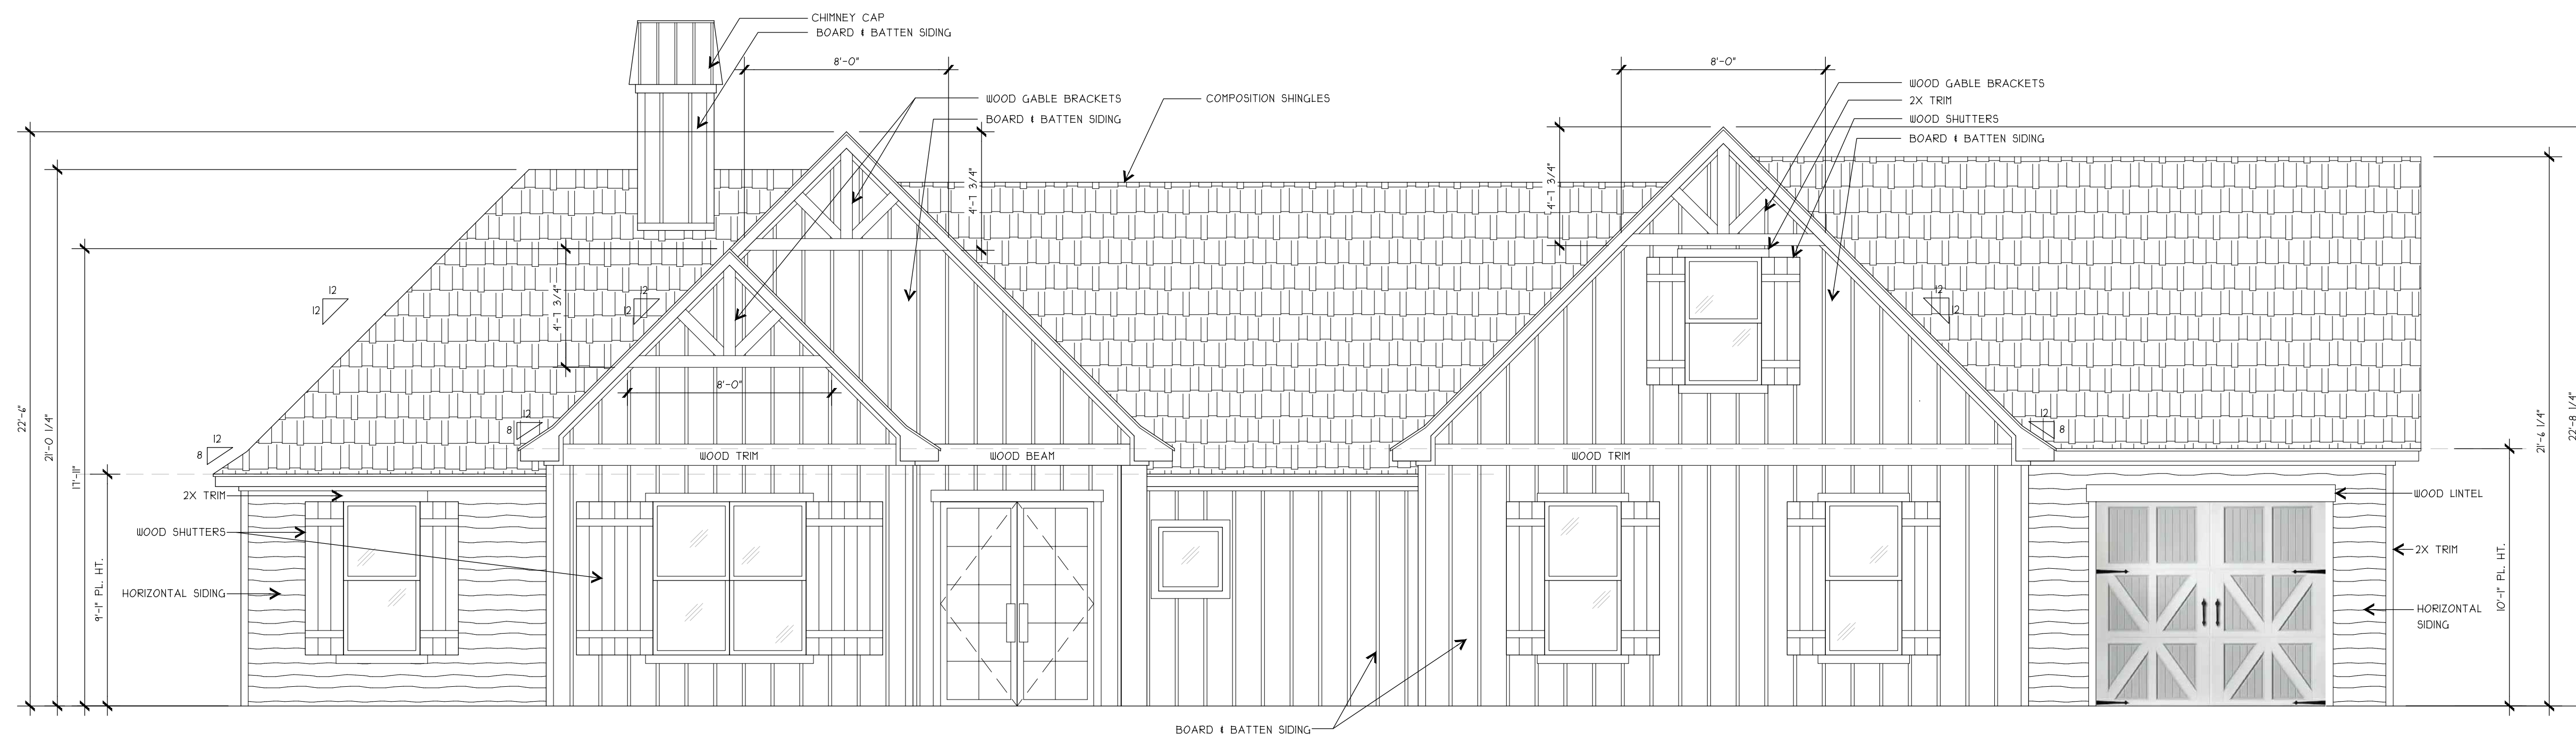 CHIMNEY CAP
BOARD & BATTEN SIDING
8'-0"
8'-0"
WOOD GABLE BRACKETS
BOARD & BATTEN SIDING
COMPOSITION SHINGLES
WOOD GABLE BRACKETS
2X TRIM
WOOD SHUTTERS
BOARD & BATTEN SIDING
4'-7 3/4"
4'-7 3/4"
4'-7 3/4"
12
12
12
12
12
12
8'-0"
12
8
12
8
12
8
22'-6"
21'-0 1/4"
17'-11"
9'-1" PL. HT.
WOOD TRIM
WOOD BEAM
WOOD TRIM
21'-6 1/4"
22'-8 1/4"
10'-1" PL. HT.
2X TRIM
WOOD SHUTTERS
HORIZONTAL SIDING
WOOD LINTEL
2X TRIM
HORIZONTAL
SIDING
BOARD & BATTEN SIDING